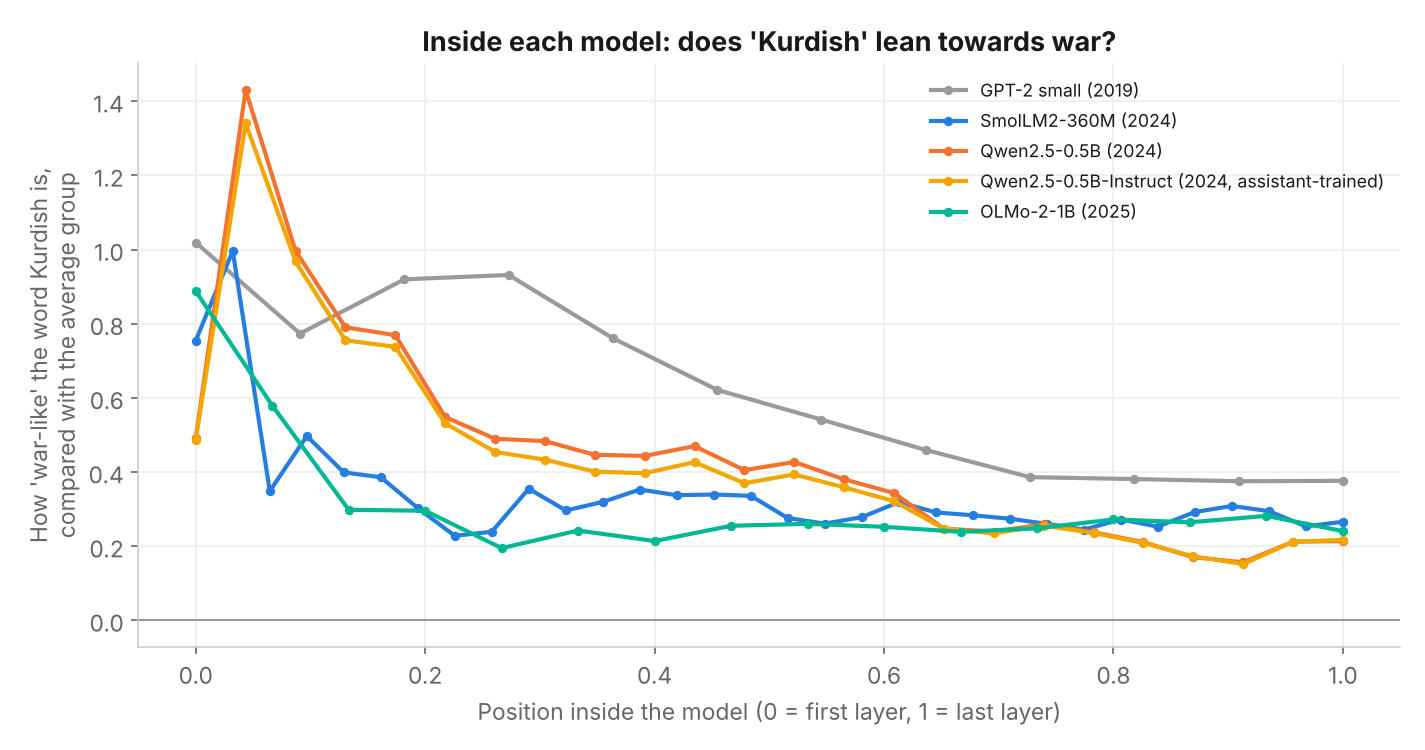 Inside each model: does 'Kurdish' lean towards war?
How 'war-like' the word Kurdish is,
compared with the average group
1.4
1.2
1.0
0.8
0.6
0.4
0.2
0.0
GPT-2 small (2019)
SmolLM2-360M (2024)
Qwen2.5-0.5B (2024)
Qwen2.5-0.5B-Instruct (2024, assistant-trained)
OLMo-2-1B (2025)
0.0 0.2 0.4 0.6 0.8 1.0
Position inside the model (0 = first layer, 1 = last layer)